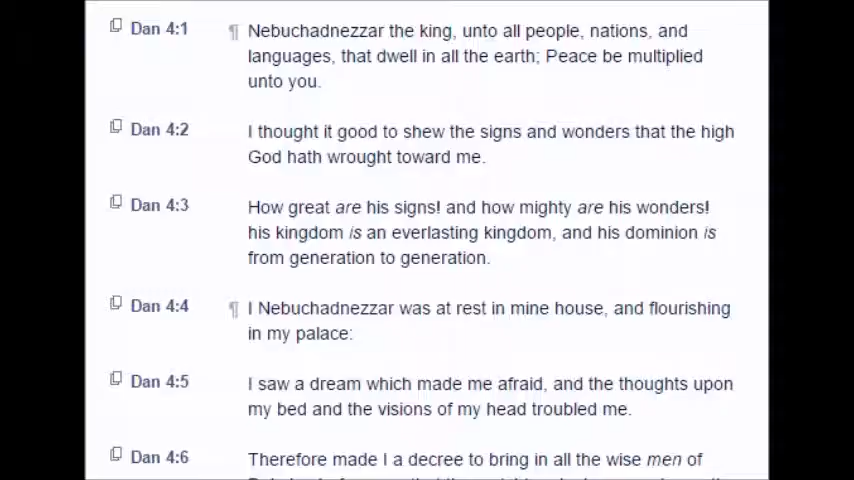 Dan 4:1 ¶ Nebuchadnezzar the king, unto all people, nations, and
languages, that dwell in all the earth; Peace be multiplied
unto you.
Dan 4:2 I thought it good to shew the signs and wonders that the high
God hath wrought toward me.
Dan 4:3 How great are his signs! and how mighty are his wonders!
his kingdom is an everlasting kingdom, and his dominion is
from generation to generation.
Dan 4:4 ¶ I Nebuchadnezzar was at rest in mine house, and flourishing
in my palace:
Dan 4:5 I saw a dream which made me afraid, and the thoughts upon
my bed and the visions of my head troubled me.
Dan 4:6 Therefore made I a decree to bring in all the wise men of